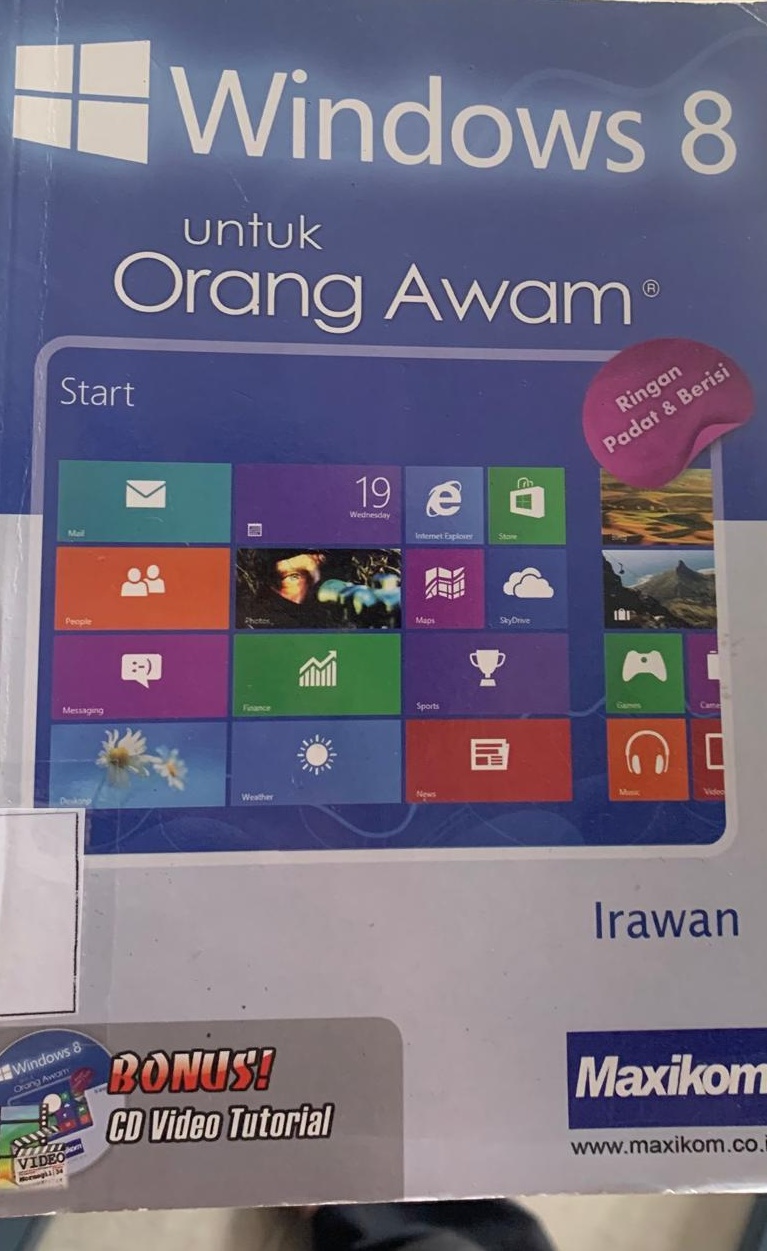 Windows 8
untuk
Orang Awam®
Ringan
Padat & Berisi
Start
Mail
19
Wednesday
Internet Explorer
Store
People
Photos
Maps
SkyDrive
Messaging
:-)
Finance
Sports
Games
Came
Desktop
Weather
News
Music
Video
Irawan
Windows 8
Orang Awam
BONUS!
CD Video Tutorial
VIDEO
Maxikom
www.maxikom.co.i